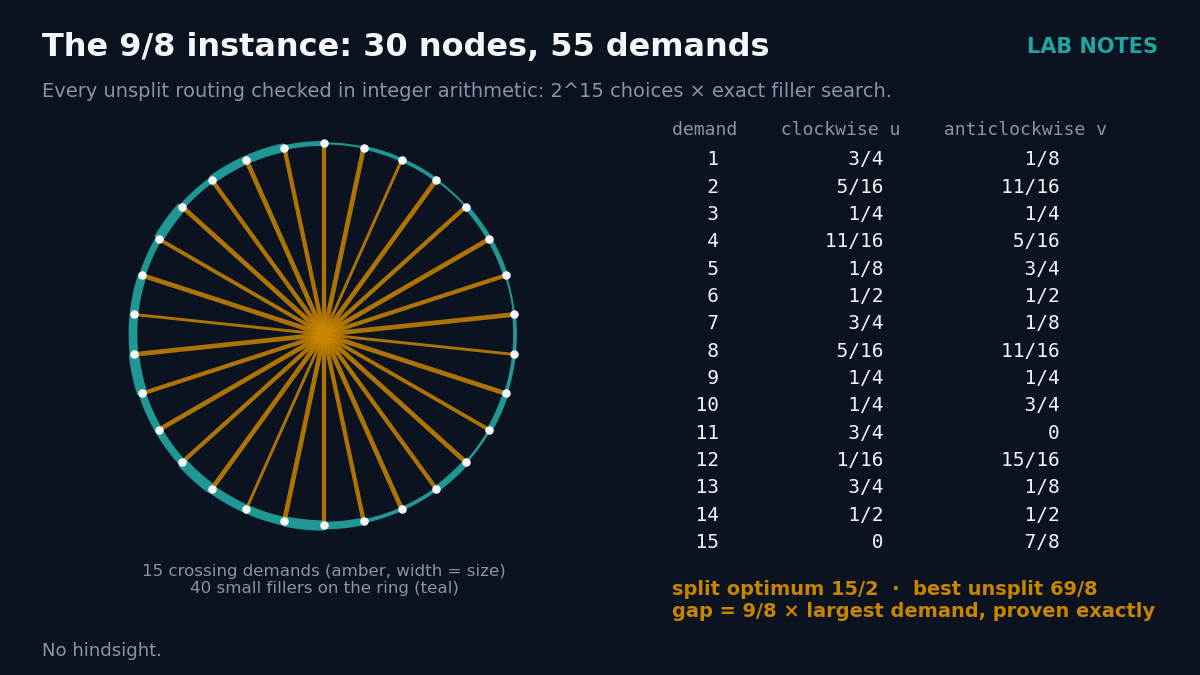 The 9/8 instance: 30 nodes, 55 demands
LAB NOTES
Every unsplit routing checked in integer arithmetic: 2^15 choices × exact filler search.
demand clockwise u anticlockwise v
1 3/4 1/8
2 5/16 11/16
3 1/4 1/4
4 11/16 5/16
5 1/8 3/4
6 1/2 1/2
7 3/4 1/8
8 5/16 11/16
9 1/4 1/4
10 1/4 3/4
11 3/4 0
12 1/16 15/16
13 3/4 1/8
14 1/2 1/2
15 0 7/8
15 crossing demands (amber, width = size)
40 small fillers on the ring (teal)
split optimum 15/2 · best unsplit 69/8
gap = 9/8 × largest demand, proven exactly
No hindsight.